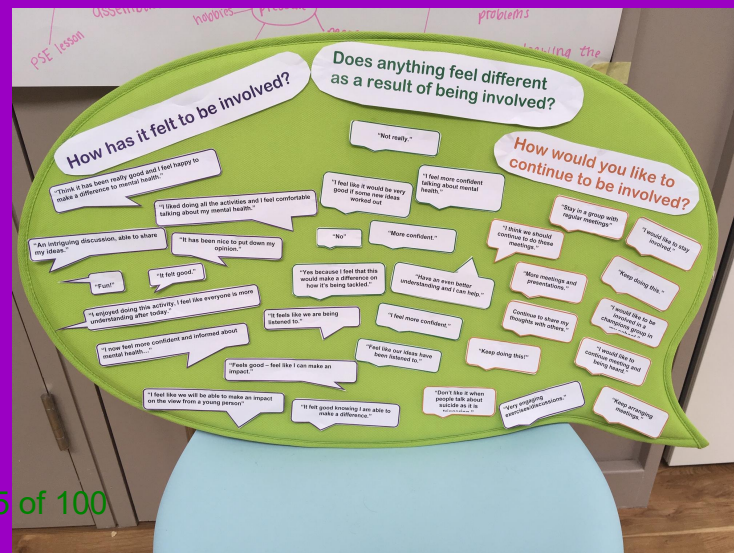 PSE lesson
hobbies
problems
the
How has it felt to be involved?
"Think it has been really good and I feel happy to
make a difference to mental health."
"I liked doing all the activities and I feel comfortable
talking about my mental health."
"An intriguing discussion, able to share
my ideas."
"It has been nice to put down my
opinion."
"Fun!"
"It felt good."
"I enjoyed doing this activity. I feel like everyone is more
understanding after today."
"I now feel more confident and informed about
mental health..."
"It feels like we are being
listened to."
"Feels good – feel like I can make an
impact."
"I feel like we will be able to make an impact
on the view from a young person"
"It felt good knowing I am able to
make a difference."
Does anything feel different
as a result of being involved?
"Not really."
"I feel like it would be very
good if some new ideas
worked out
"I feel more confident
talking about mental
health."
"No"
"More confident."
"Yes because I feel that this
would make a difference on
how it's being tackled."
"Have an even better
understanding and I can help."
"I feel more confident."
"Feel like our ideas have
been listened to."
How would you like to
continue to be involved?
"Stay in a group with
regular meetings"
"I would like to stay
involved."
"I think we should
continue to do these
meetings."
"More meetings and
presentations."
"Keep doing this."
Continue to share my
thoughts with others."
"I would like to be
involved in a
champions group in
"Keep doing this!"
"I would like to
continue meeting and
being heard."
"Don't like it when
people talk about
suicide as it is
"Very engaging
exercises/discussions."
"Keep arranging
meetings."
5 of 100